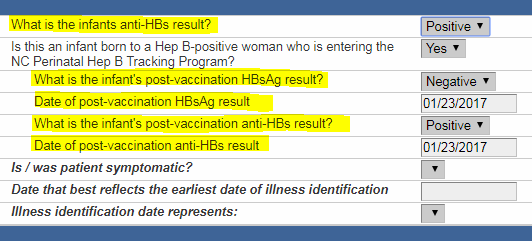 What is the infants anti-HBs result? Positive
Is this an infant born to a Hep B-positive woman who is entering the Yes
NC Perinatal Hep B Tracking Program?
What is the infant's post-vaccination HBsAg result? Negative
Date of post-vaccination HBsAg result 01/23/2017
What is the infant's post-vaccination anti-HBs result? Positive
Date of post-vaccination anti-HBs result 01/23/2017
Is / was patient symptomatic?
Date that best reflects the earliest date of illness identification
Illness identification date represents: